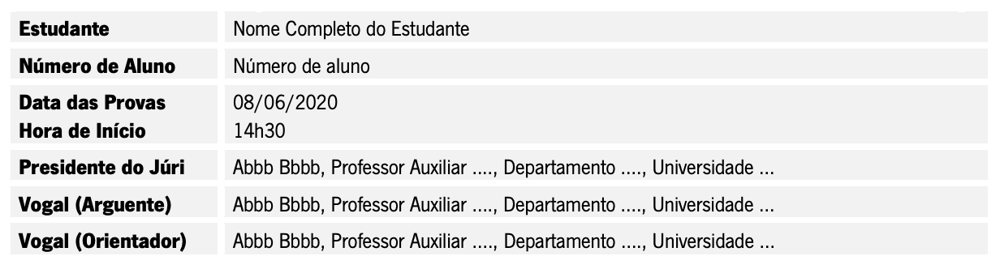 Estudante Nome Completo do Estudante
Número de Aluno Número de aluno
Data das Provas 08/06/2020
Hora de Início 14h30
Presidente do Júri Abbb Bbbb, Professor Auxiliar ...., Departamento ...., Universidade ...
Vogal (Arguente) Abbb Bbbb, Professor Auxiliar ...., Departamento ...., Universidade ...
Vogal (Orientador) Abbb Bbbb, Professor Auxiliar ...., Departamento ...., Universidade ...